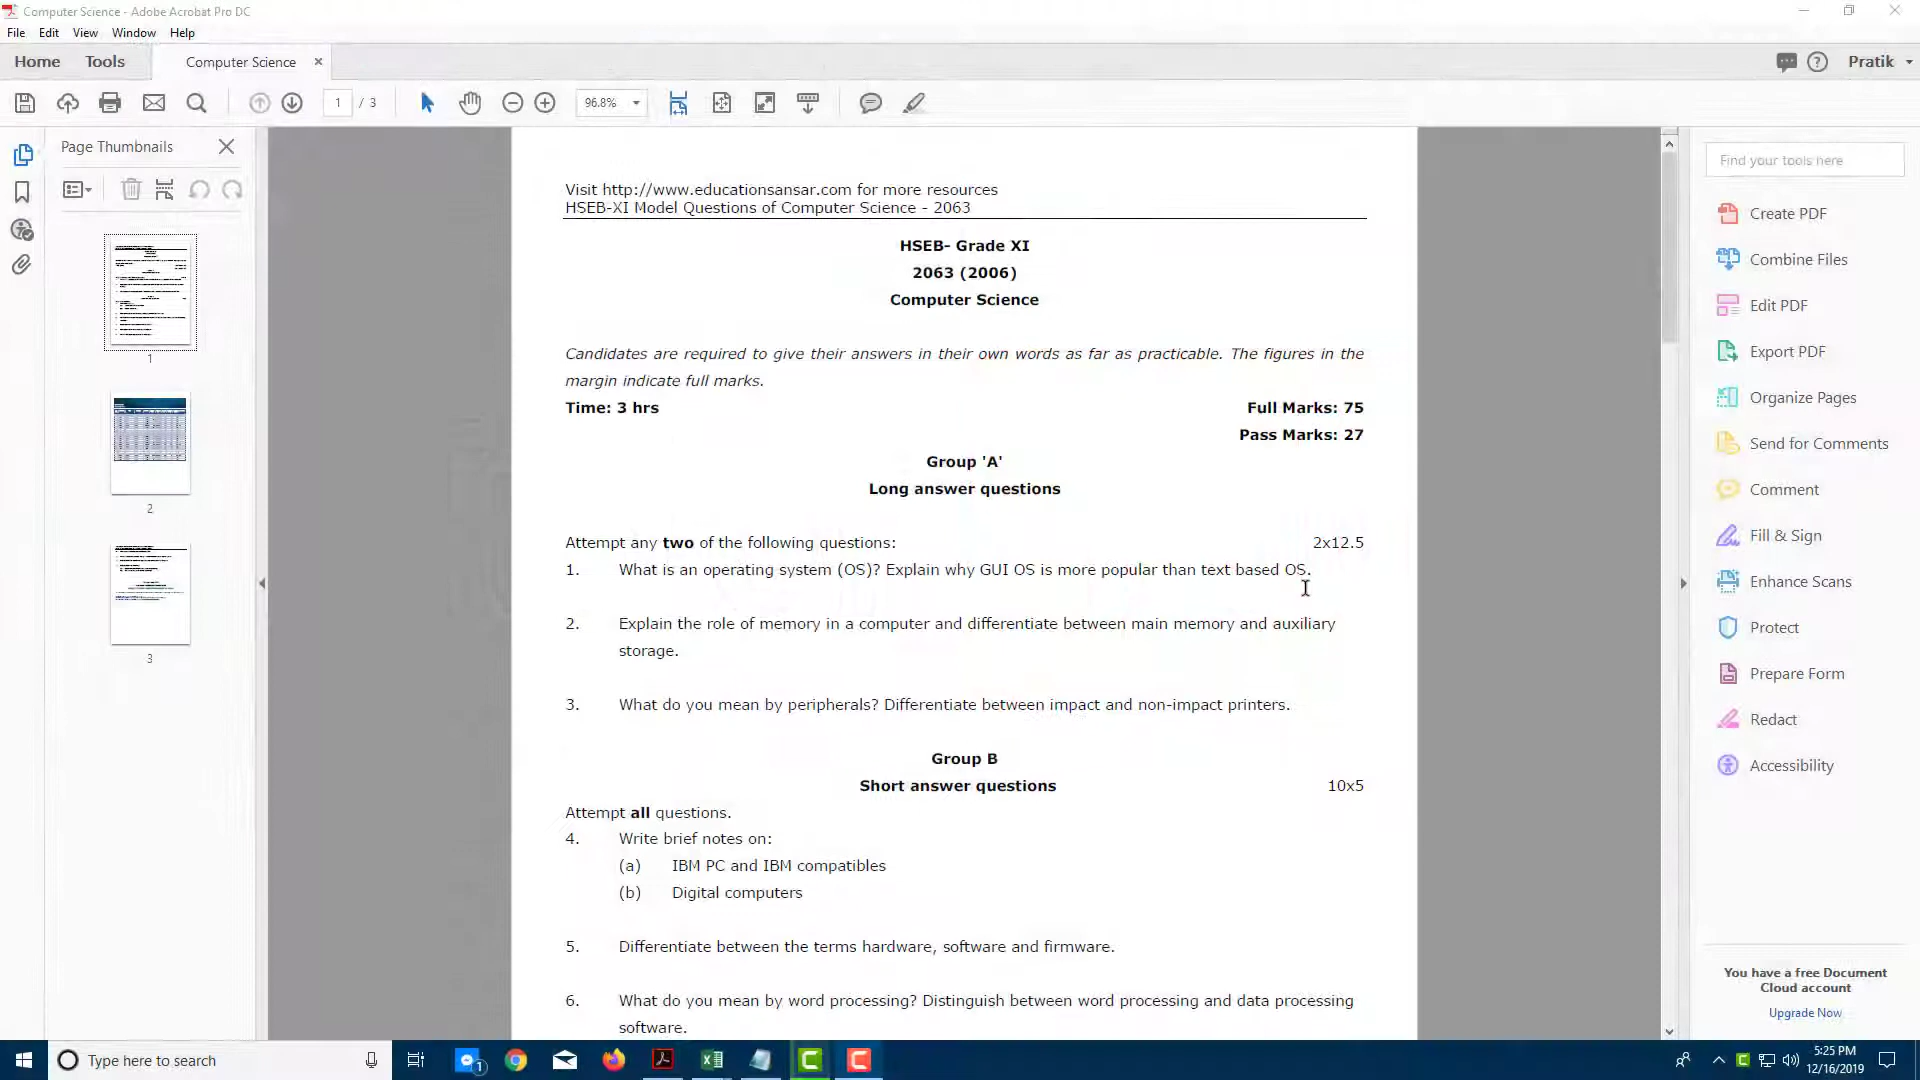 Computer Science - Adobe Acrobat Pro DC
File Edit View Window Help
Home Tools Computer Science × Pratik
1 / 3 96.8%
Page Thumbnails
1
2
3
Visit http://www.educationsansar.com for more resources
HSEB-XI Model Questions of Computer Science - 2063
HSEB- Grade XI
2063 (2006)
Computer Science
Candidates are required to give their answers in their own words as far as practicable. The figures in the
margin indicate full marks.
Time: 3 hrs Full Marks: 75
Pass Marks: 27
Group 'A'
Long answer questions
Attempt any two of the following questions: 2x12.5
1. What is an operating system (OS)? Explain why GUI OS is more popular than text based OS.
2. Explain the role of memory in a computer and differentiate between main memory and auxiliary
storage.
3. What do you mean by peripherals? Differentiate between impact and non-impact printers.
Group B
Short answer questions 10x5
Attempt all questions.
4. Write brief notes on:
(a) IBM PC and IBM compatibles
(b) Digital computers
5. Differentiate between the terms hardware, software and firmware.
6. What do you mean by word processing? Distinguish between word processing and data processing
software.
Find your tools here
Create PDF
Combine Files
Edit PDF
Export PDF
Organize Pages
Send for Comments
Comment
Fill & Sign
Enhance Scans
Protect
Prepare Form
Redact
Accessibility
You have a free Document
Cloud account
Upgrade Now
Type here to search
1
5:25 PM
12/16/2019